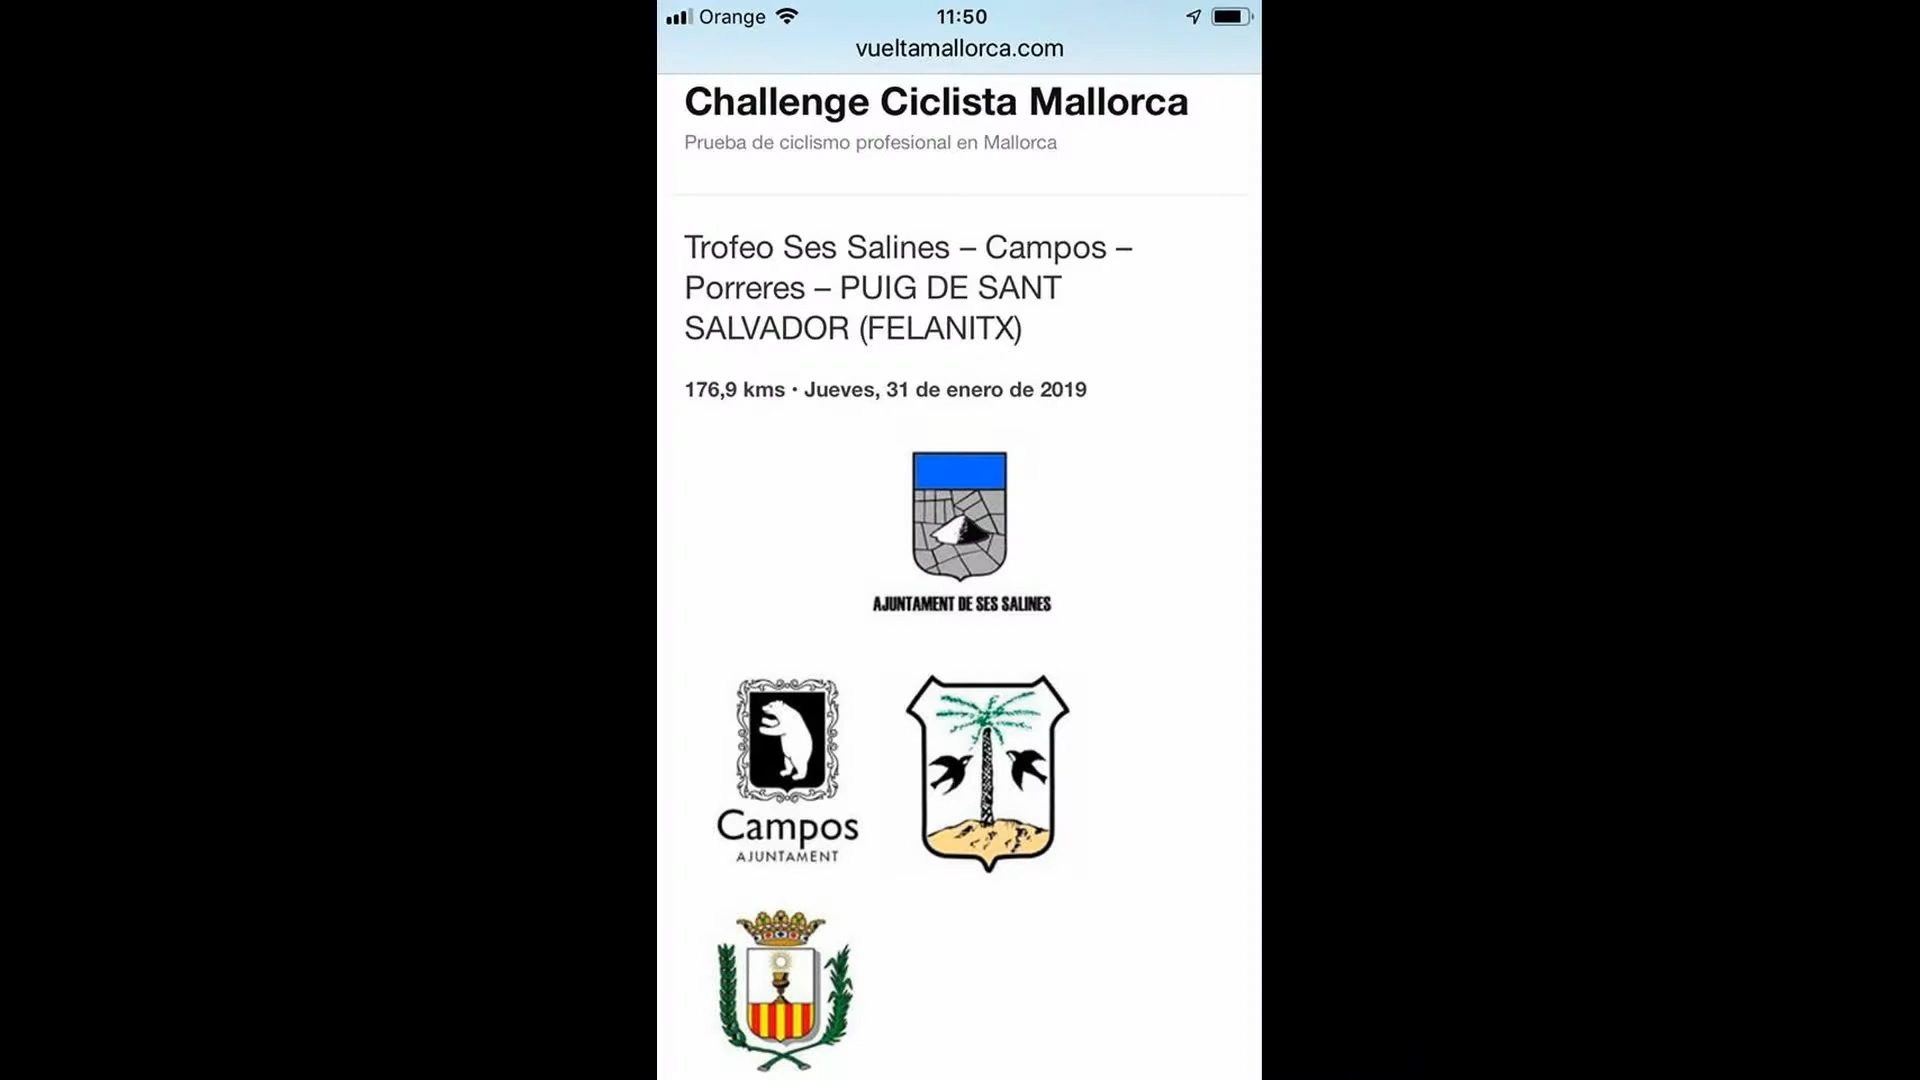 Orange 11:50
vueltamallorca.com
Challenge Ciclista Mallorca
Prueba de ciclismo profesional en Mallorca
Trofeo Ses Salines – Campos –
Porreres – PUIG DE SANT
SALVADOR (FELANITX)
176,9 kms • Jueves, 31 de enero de 2019
AJUNTAMENT DE SES SALINES
Campos
AJUNTAMENT